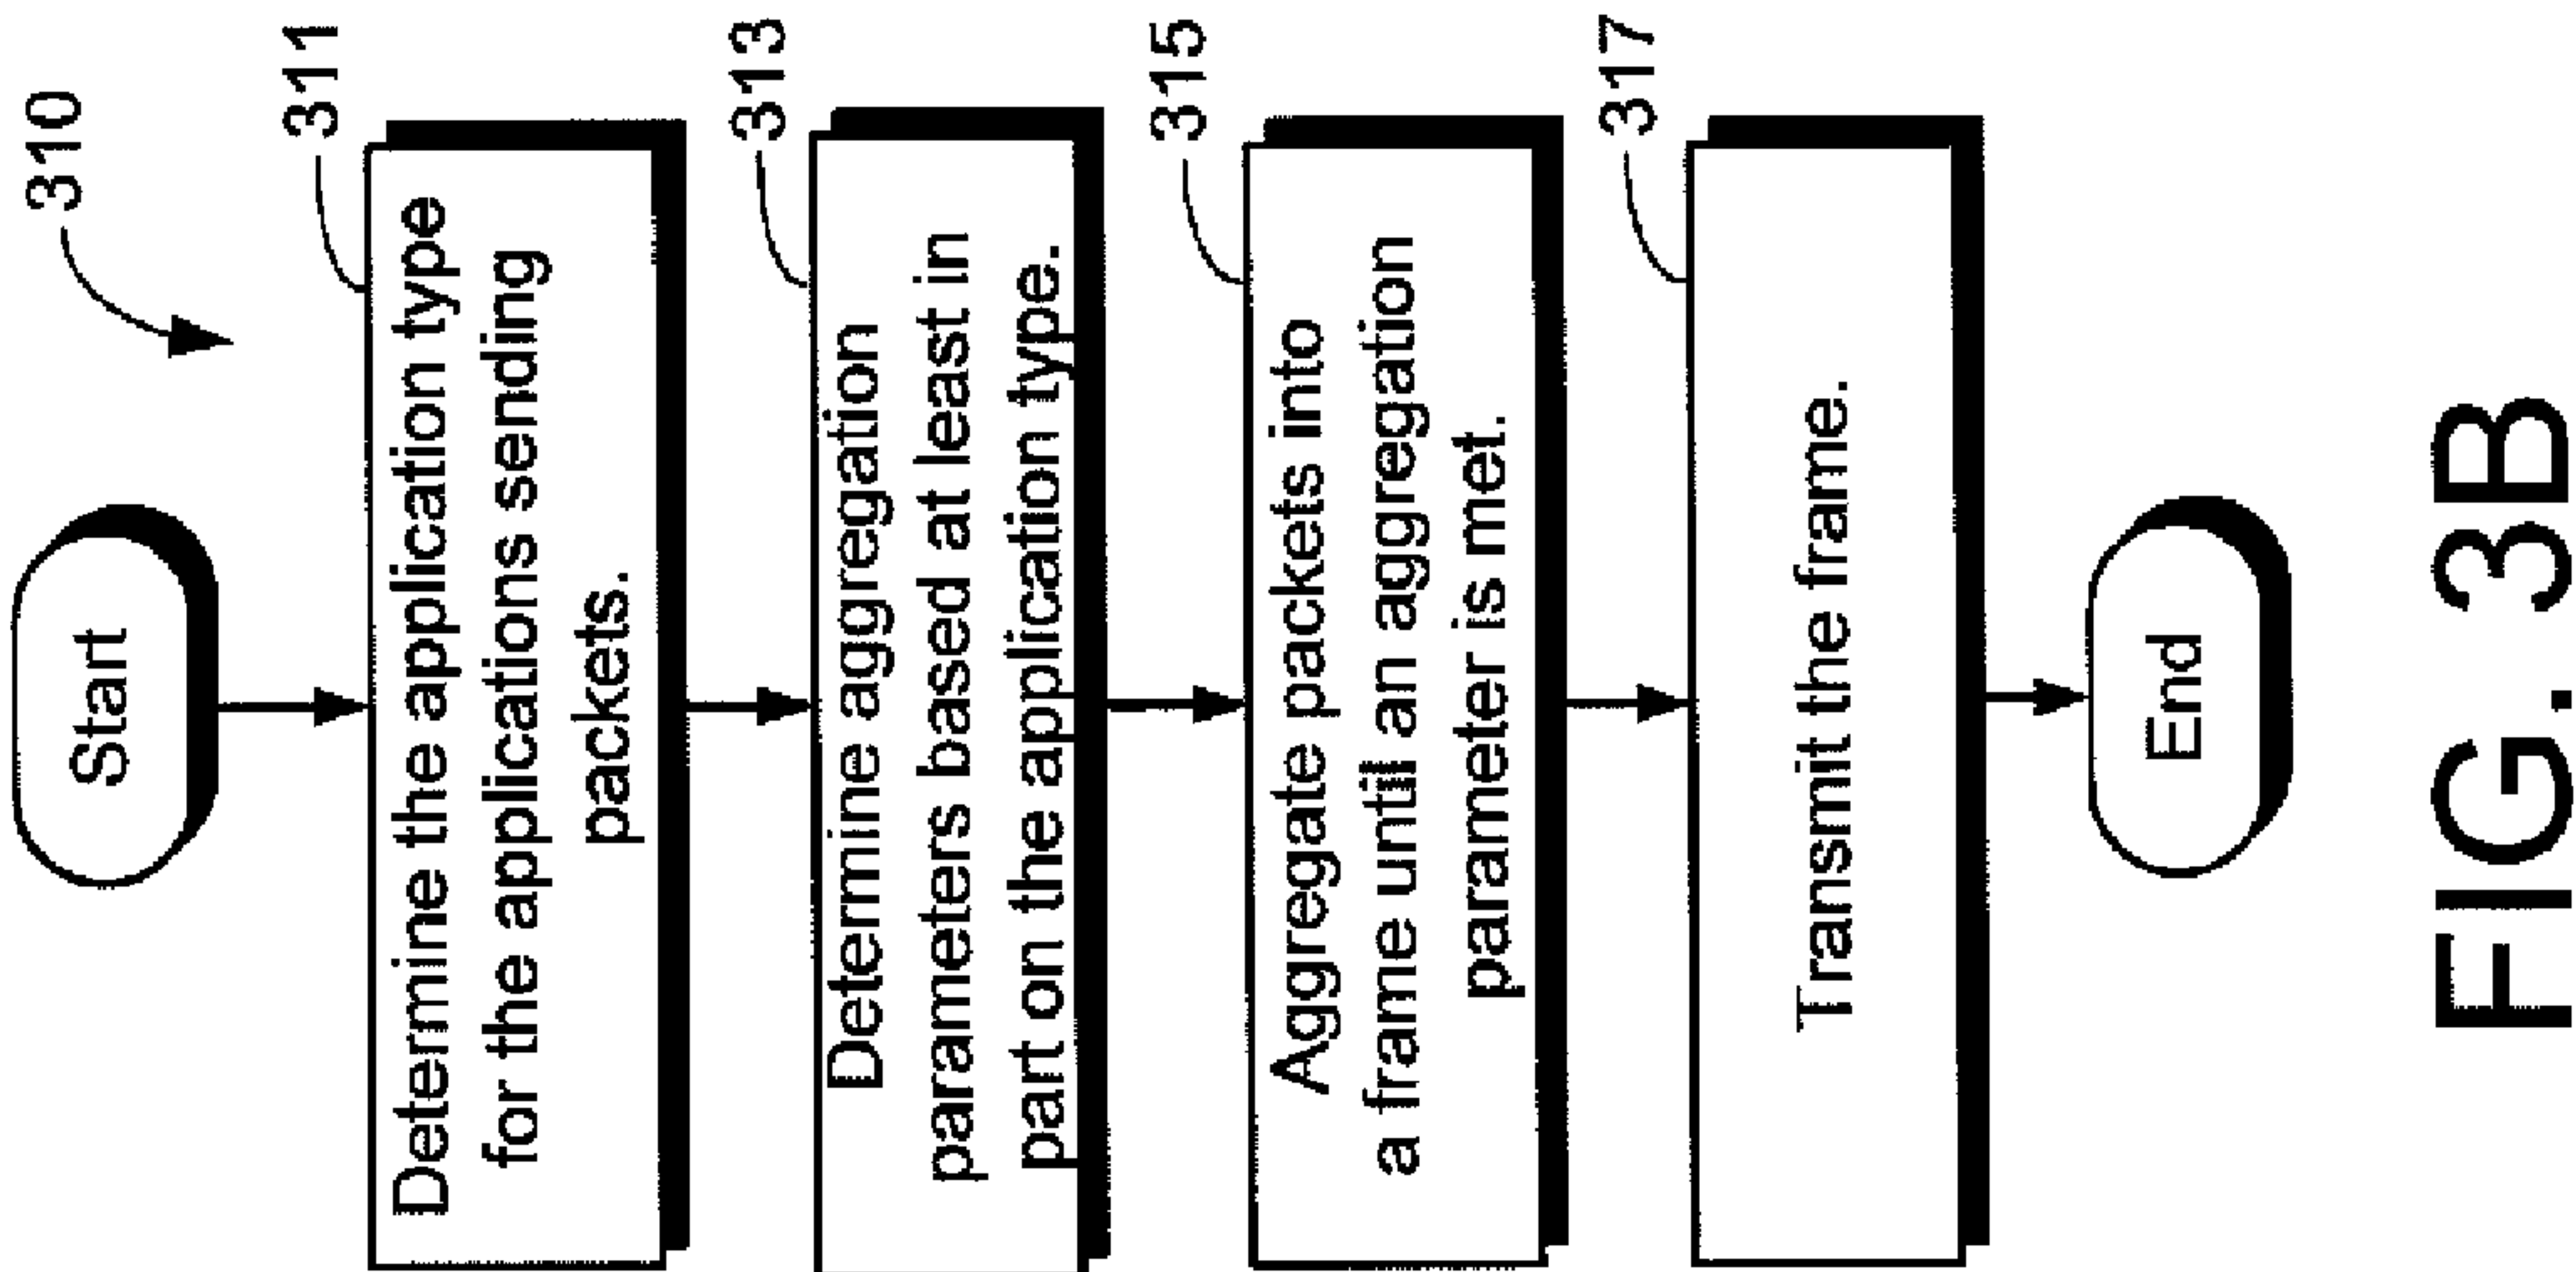 310
Start
311
Determine the application type
for the applications sending
packets.
313
Determine aggregation
parameters based at least in
part on the application type.
315
Aggregate packets into
a frame until an aggregation
parameter is met.
317
Transmit the frame.
End
FIG. 3B